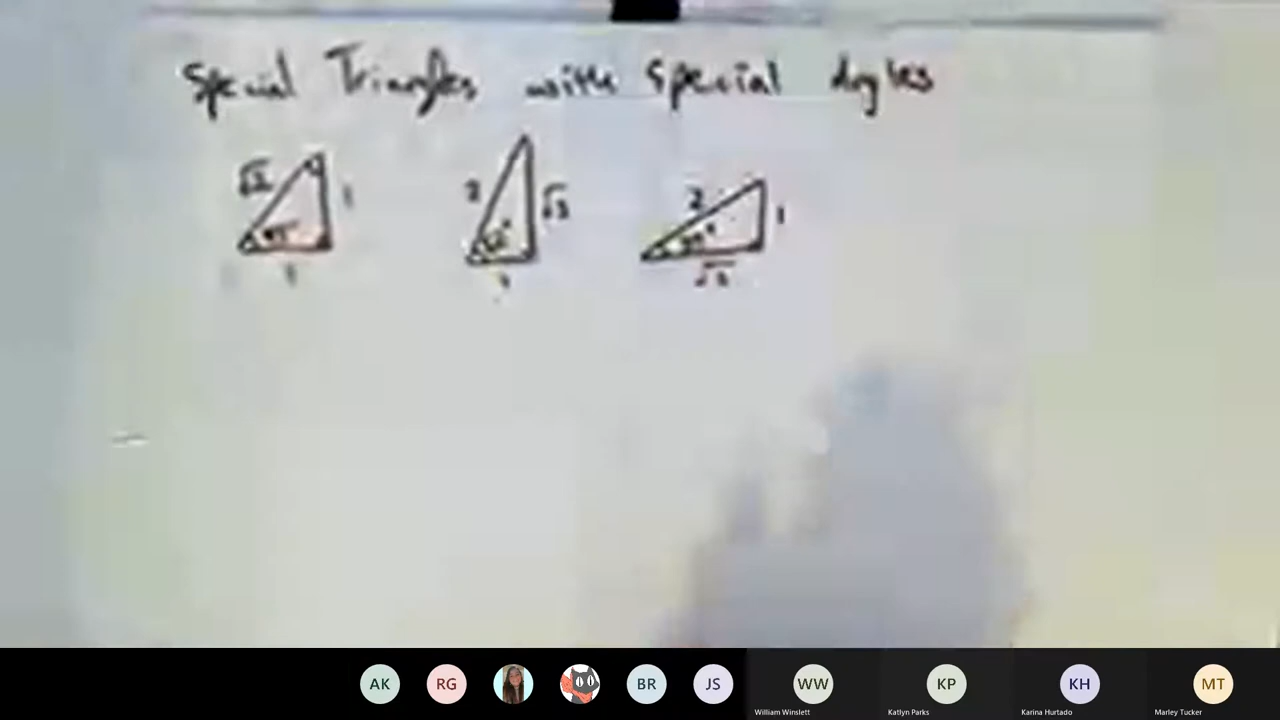 Special Triangles with special angles
√2 1 45° 1
2 √3 60° 1
2 1 30° √3
AK RG BR JS WW KP KH MT
William Winslett Katlyn Parks Karina Hurtado Marley Tucker